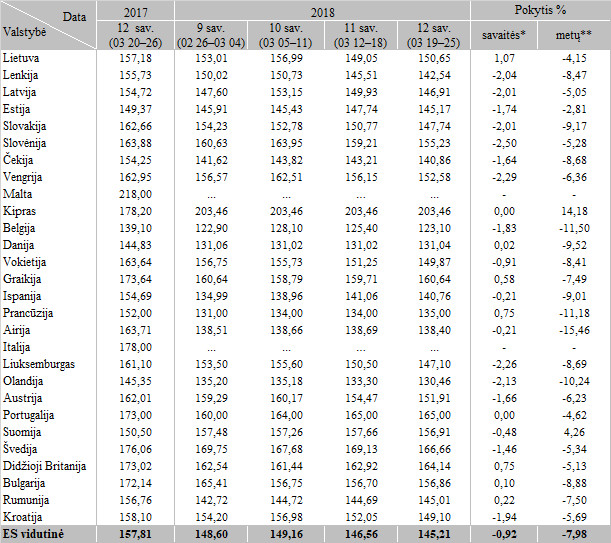 Data 2017 2018 Pokytis %
Valstybė 12 sav. (03 20–26) 9 sav. (02 26–03 04) 10 sav. (03 05–11) 11 sav. (03 12–18) 12 sav. (03 19–25) savaitės* metų**
Lietuva 157,18 153,01 156,99 149,05 150,65 1,07 -4,15
Lenkija 155,73 150,02 150,73 145,51 142,54 -2,04 -8,47
Latvija 154,72 147,60 153,15 149,93 146,91 -2,01 -5,05
Estija 149,37 145,91 145,43 147,74 145,17 -1,74 -2,81
Slovakija 162,66 154,23 152,78 150,77 147,74 -2,01 -9,17
Slovėnija 163,88 160,63 163,95 159,21 155,23 -2,50 -5,28
Čekija 154,25 141,62 143,82 143,21 140,86 -1,64 -8,68
Vengrija 162,95 156,57 162,51 156,15 152,58 -2,29 -6,36
Malta 218,00 ... ... ... ... - -
Kipras 178,20 203,46 203,46 203,46 203,46 0,00 14,18
Belgija 139,10 122,90 128,10 125,40 123,10 -1,83 -11,50
Danija 144,83 131,06 131,02 131,02 131,04 0,02 -9,52
Vokietija 163,64 156,75 155,73 151,25 149,87 -0,91 -8,41
Graikija 173,64 160,64 158,79 159,71 160,64 0,58 -7,49
Ispanija 154,69 134,99 138,96 141,06 140,76 -0,21 -9,01
Prancūzija 152,00 131,00 134,00 134,00 135,00 0,75 -11,18
Airija 163,71 138,51 138,66 138,69 138,40 -0,21 -15,46
Italija 178,00 ... ... ... ... - -
Liuksemburgas 161,10 153,50 155,60 150,50 147,10 -2,26 -8,69
Olandija 145,35 135,20 135,18 133,30 130,46 -2,13 -10,24
Austrija 162,01 159,29 160,17 154,47 151,91 -1,66 -6,23
Portugalija 173,00 160,00 164,00 165,00 165,00 0,00 -4,62
Suomija 150,50 157,48 157,26 157,66 156,91 -0,48 4,26
Švedija 176,06 169,75 167,68 169,13 166,66 -1,46 -5,34
Didžioji Britanija 173,02 162,54 161,44 162,92 164,14 0,75 -5,13
Bulgarija 172,14 165,41 156,75 156,70 156,86 0,10 -8,88
Rumunija 156,76 142,72 144,50 144,69 145,01 0,22 -7,50
Kroatija 158,10 154,20 156,98 152,05 149,10 -1,94 -5,69
ES vidutinė 157,81 148,60 149,16 146,56 145,21 -0,92 -7,98